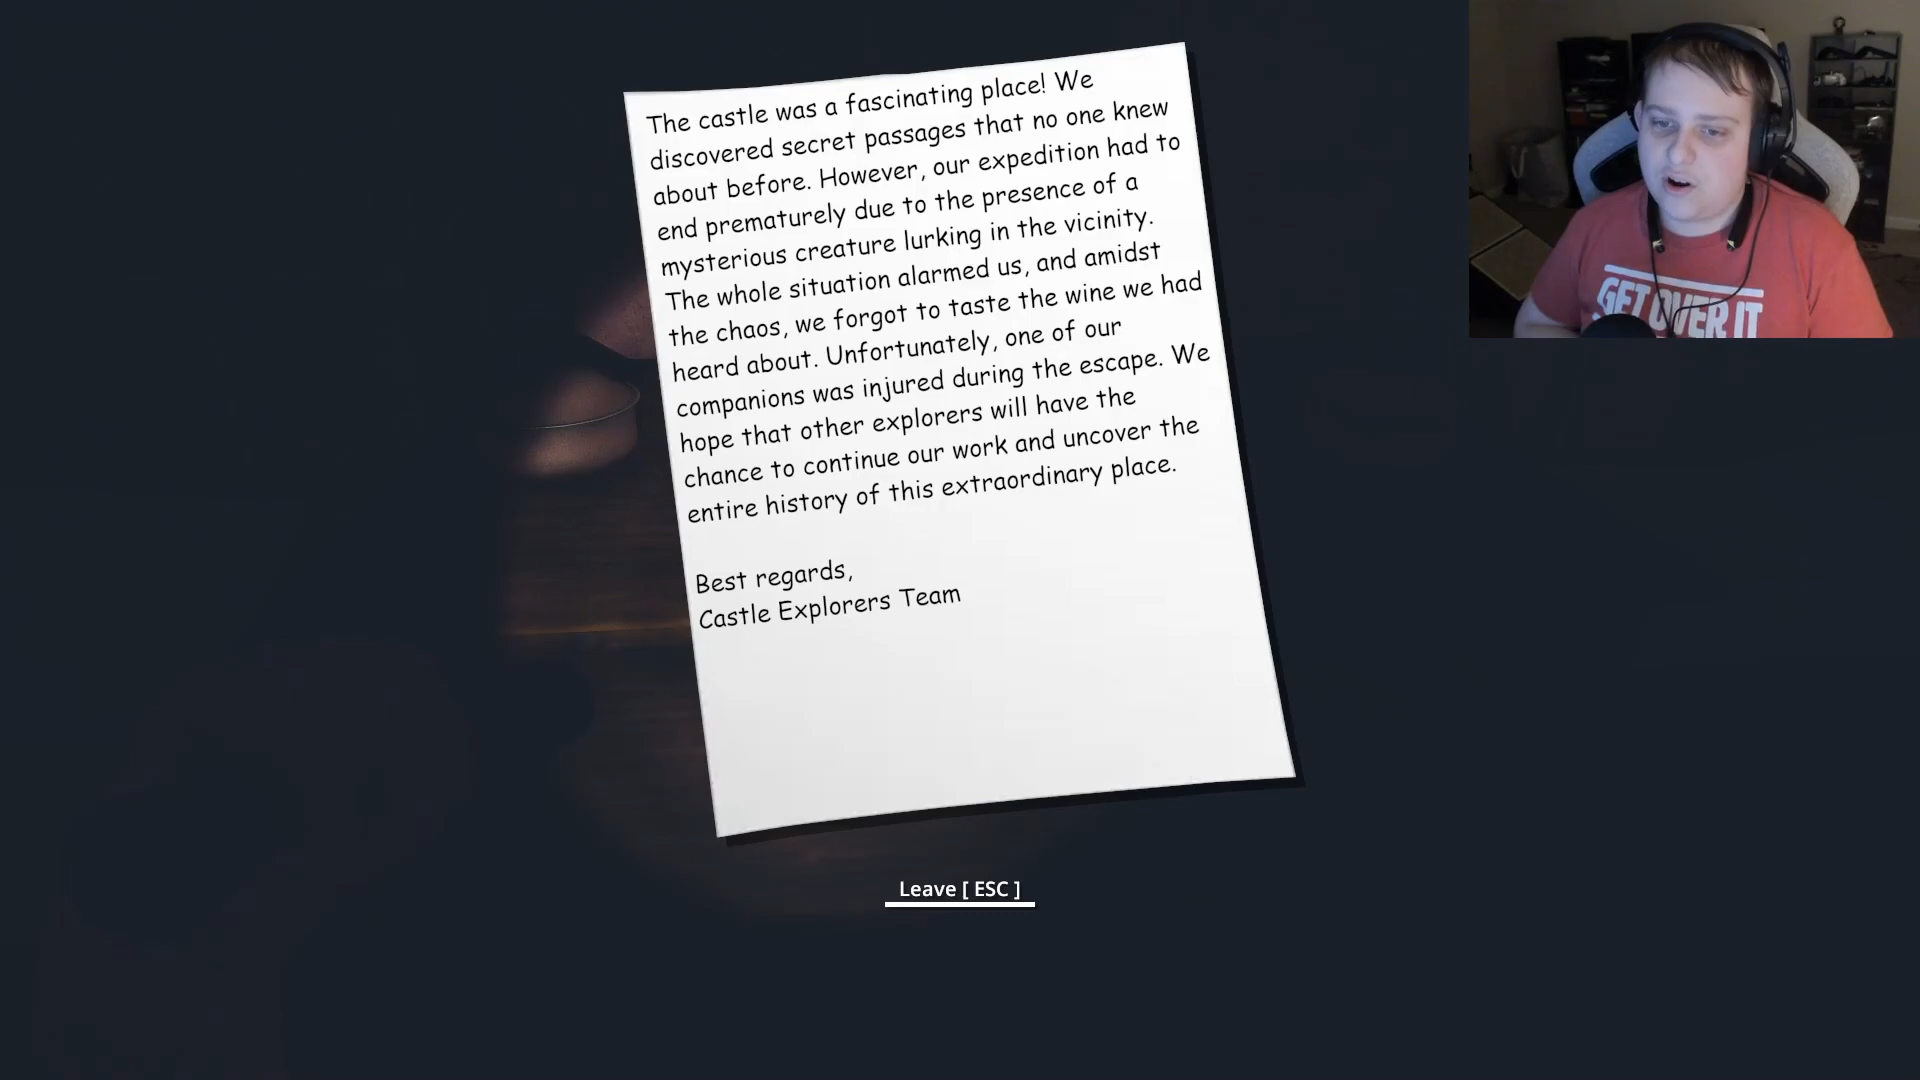 The castle was a fascinating place! We
discovered secret passages that no one knew
about before. However, our expedition had to
end prematurely due to the presence of a
mysterious creature lurking in the vicinity.
The whole situation alarmed us, and amidst
the chaos, we forgot to taste the wine we had
heard about. Unfortunately, one of our
companions was injured during the escape. We
hope that other explorers will have the
chance to continue our work and uncover the
entire history of this extraordinary place.
Best regards,
Castle Explorers Team
Leave [ ESC ]
GET OVER IT